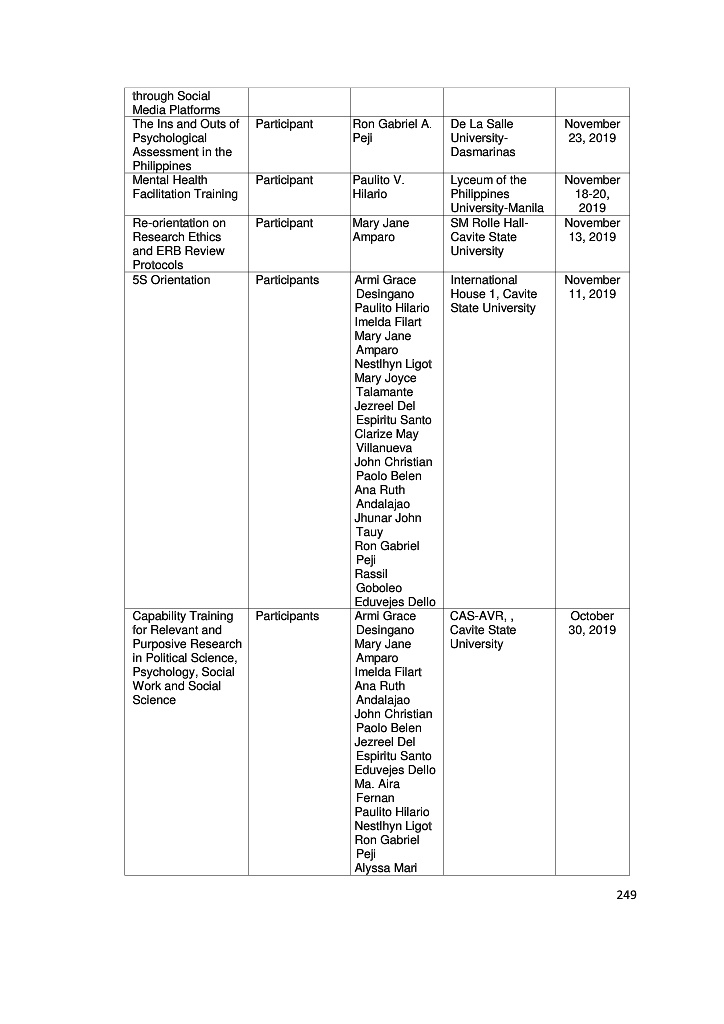 through Social
Media Platforms
The Ins and Outs of
Psychological
Assessment in the
Philippines
Participant
Ron Gabriel A.
Peji
De La Salle
University-
Dasmarinas
November
23, 2019
Mental Health
Facilitation Training
Participant
Paulito V.
Hilario
Lyceum of the
Philippines
University-Manila
November
18-20,
2019
Re-orientation on
Research Ethics
and ERB Review
Protocols
Participant
Mary Jane
Amparo
SM Rolle Hall-
Cavite State
University
November
13, 2019
5S Orientation
Participants
Armi Grace
Desingano
Paulito Hilario
Imelda Filart
Mary Jane
Amparo
Nestlhyn Ligot
Mary Joyce
Talamante
Jezreel Del
Espiritu Santo
Clarize May
Villanueva
John Christian
Paolo Belen
Ana Ruth
Andalajao
Jhunar John
Tauy
Ron Gabriel
Peji
Rassil
Goboleo
Eduvejes Dello
International
House 1, Cavite
State University
November
11, 2019
Capability Training
for Relevant and
Purposive Research
in Political Science,
Psychology, Social
Work and Social
Science
Participants
Armi Grace
Desingano
Mary Jane
Amparo
Imelda Filart
Ana Ruth
Andalajao
John Christian
Paolo Belen
Jezreel Del
Espiritu Santo
Eduvejes Dello
Ma. Aira
Fernan
Paulito Hilario
Nestlhyn Ligot
Ron Gabriel
Peji
Alyssa Mari
CAS-AVR, ,
Cavite State
University
October
30, 2019
249